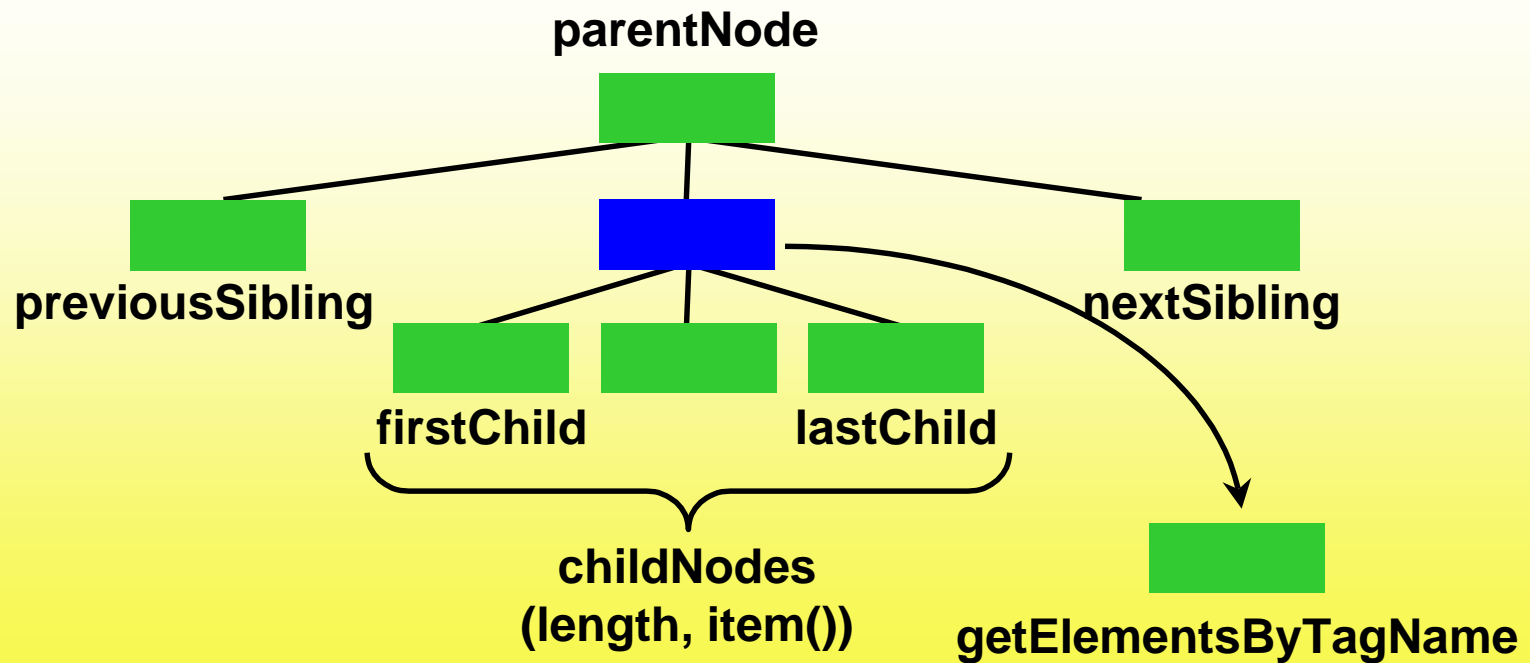 parentNode
previousSibling
nextSibling
firstChild
lastChild
childNodes
(length, item())
getElementsByTagName